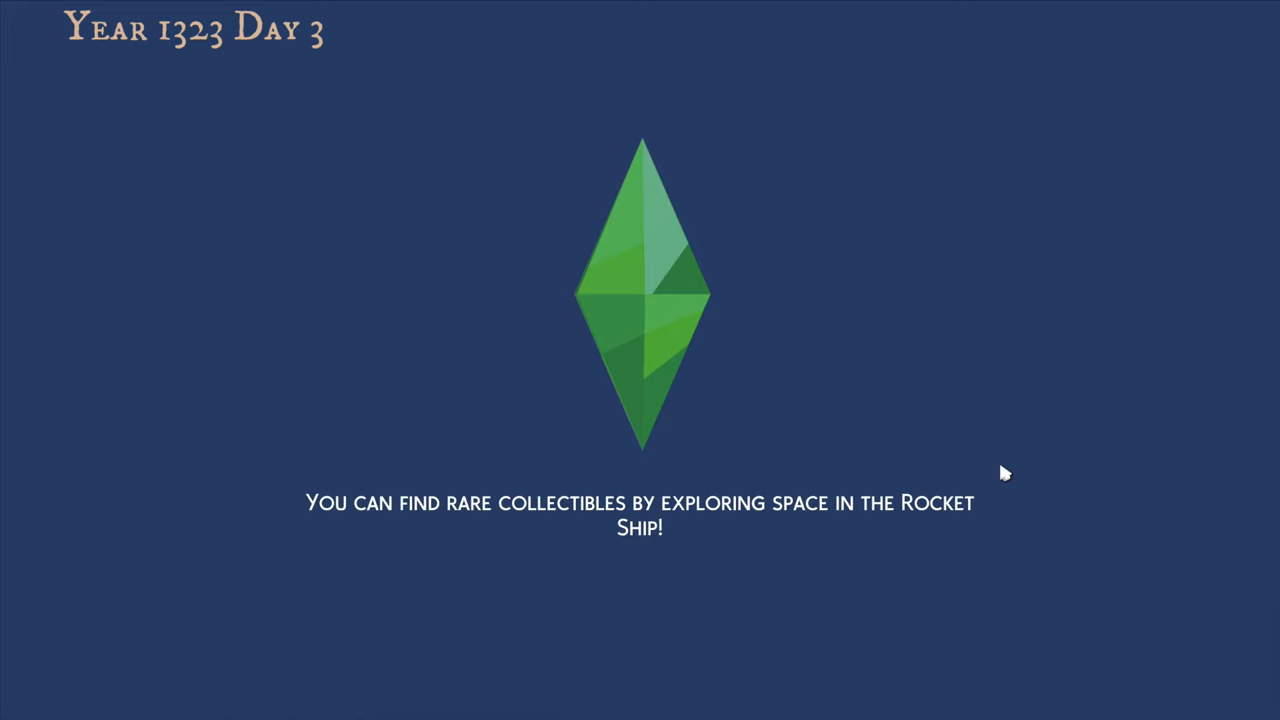 Year 1323 Day 3
You can find rare collectibles by exploring space in the Rocket
Ship!